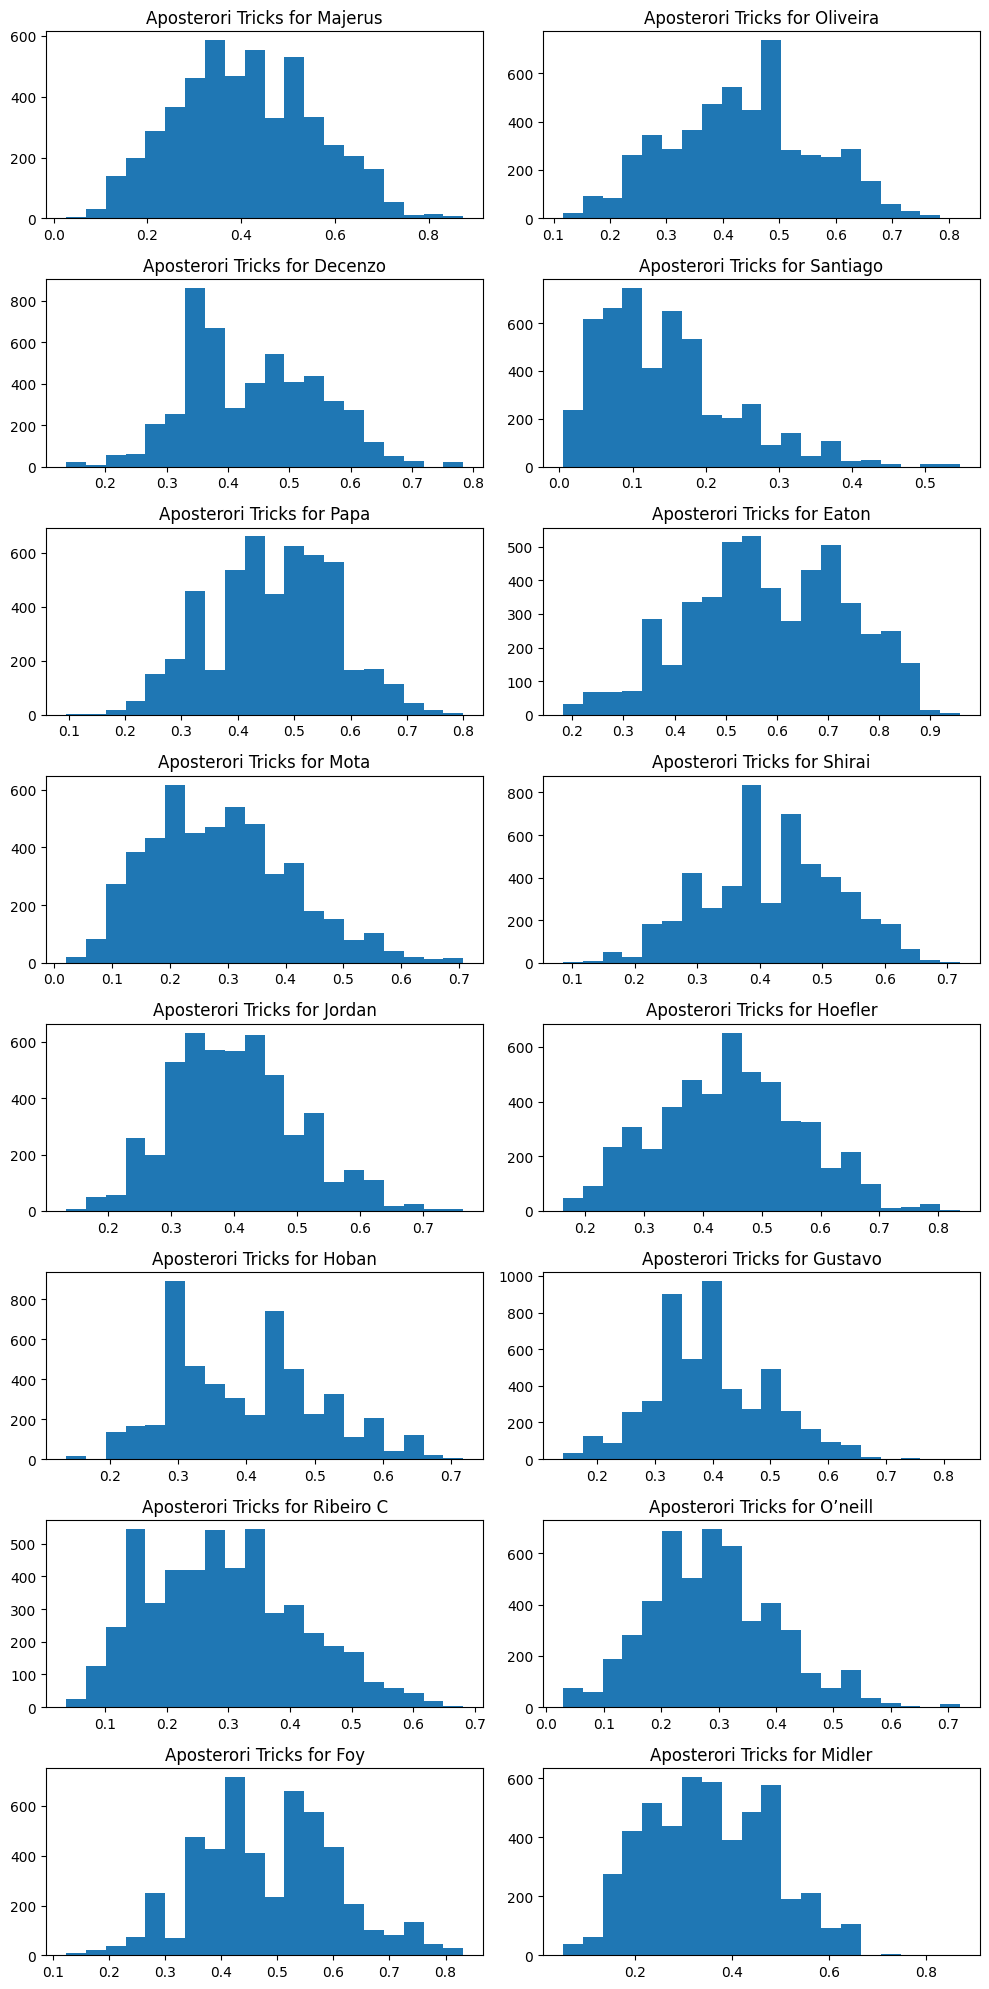 Aposterori Tricks for Majerus
600
400
200
0
0.0 0.2 0.4 0.6 0.8
Aposterori Tricks for Oliveira
600
400
200
0
0.1 0.2 0.3 0.4 0.5 0.6 0.7 0.8
Aposterori Tricks for Decenzo
800
600
400
200
0
0.2 0.3 0.4 0.5 0.6 0.7 0.8
Aposterori Tricks for Santiago
600
400
200
0
0.0 0.1 0.2 0.3 0.4 0.5
Aposterori Tricks for Papa
600
400
200
0
0.1 0.2 0.3 0.4 0.5 0.6 0.7 0.8
Aposterori Tricks for Eaton
500
400
300
200
100
0
0.2 0.3 0.4 0.5 0.6 0.7 0.8 0.9
Aposterori Tricks for Mota
600
400
200
0
0.0 0.1 0.2 0.3 0.4 0.5 0.6 0.7
Aposterori Tricks for Shirai
800
600
400
200
0
0.1 0.2 0.3 0.4 0.5 0.6 0.7
Aposterori Tricks for Jordan
600
400
200
0
0.2 0.3 0.4 0.5 0.6 0.7
Aposterori Tricks for Hoefler
600
400
200
0
0.2 0.3 0.4 0.5 0.6 0.7 0.8
Aposterori Tricks for Hoban
800
600
400
200
0
0.2 0.3 0.4 0.5 0.6 0.7
Aposterori Tricks for Gustavo
1000
800
600
400
200
0
0.2 0.3 0.4 0.5 0.6 0.7 0.8
Aposterori Tricks for Ribeiro C
500
400
300
200
100
0
0.1 0.2 0.3 0.4 0.5 0.6 0.7
Aposterori Tricks for O’neill
600
400
200
0
0.0 0.1 0.2 0.3 0.4 0.5 0.6 0.7
Aposterori Tricks for Foy
600
400
200
0
0.1 0.2 0.3 0.4 0.5 0.6 0.7 0.8
Aposterori Tricks for Midler
600
400
200
0
0.2 0.4 0.6 0.8